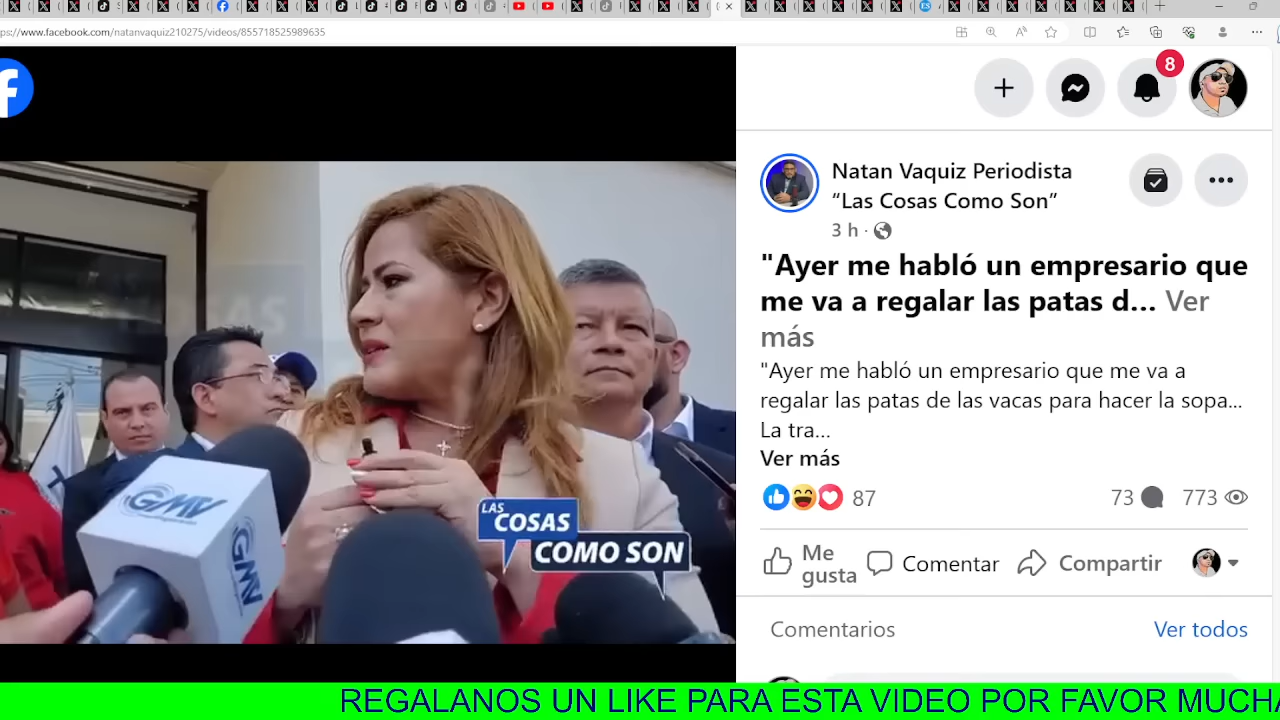 ps://www.facebook.com/natanvaquiz210275/videos/855718525989635
8
Natan Vaquiz Periodista
“Las Cosas Como Son”
3 h ·
"Ayer me habló un empresario que
me va a regalar las patas d... Ver
más
"Ayer me habló un empresario que me va a
regalar las patas de las vacas para hacer la sopa...
La tra...
Ver más
87
73
773
Me
gusta
Comentar
Compartir
Comentarios
Ver todos
GMV
GMV
LAS
COSAS
COMO SON
REGALANOS UN LIKE PARA ESTA VIDEO POR FAVOR MUCHA